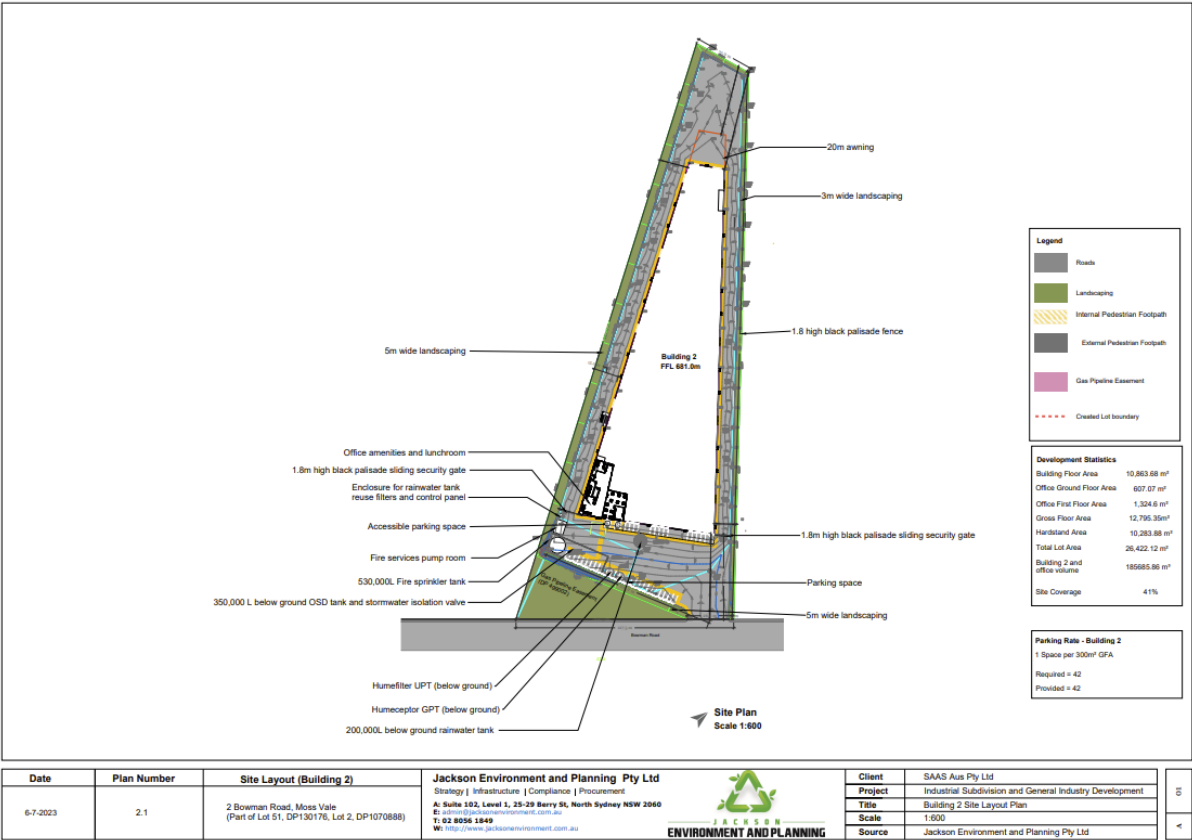 20m awning
3m wide landscaping
1.8 high black palisade fence
5m wide landscaping
Building 2
FFL 681.0m
Office amenities and lunchroom
1.8m high black palisade sliding security gate
Enclosure for rainwater tank
reuse filters and control panel
Accessible parking space
Fire services pump room
530,000L Fire sprinkler tank
350,000 L below ground OSD tank and stormwater isolation valve
1.8m high black palisade sliding security gate
Parking space
5m wide landscaping
Gas Pipeline Easement
Bowman Road
Humefilter UPT (below ground)
Humeceptor GPT (below ground)
200,000L below ground rainwater tank
Site Plan
Scale 1:600
Legend
Roads
Landscaping
Internal Pedestrian Footpath
External Pedestrian Footpath
Gas Pipeline Easement
Created Lot boundary
Development Statistics
Building Floor Area 10,863.68 m²
Office Ground Floor Area 607.07 m²
Office First Floor Area 1,324.6 m²
Gross Floor Area 12,795.35m²
Hardstand Area 10,283.88 m²
Total Lot Area 26,422.12 m²
Building 2 and
office volume 185685.86 m³
Site Coverage 41%
Parking Rate - Building 2
1 Space per 300m² GFA
Required = 42
Provided = 42
Date
6-7-2023
Plan Number
2.1
Site Layout (Building 2)
2 Bowman Road, Moss Vale
(Part of Lot 51, DP130176, Lot 2, DP1070888)
Jackson Environment and Planning Pty Ltd
Strategy | Infrastructure | Compliance | Procurement
A: Suite 102, Level 1, 25-29 Berry St, North Sydney NSW 2060
E: admin@jacksonenvironment.com.au
T: 02 8056 1849
W: http://www.jacksonenvironment.com.au
JACKSON
ENVIRONMENT AND PLANNING
Client SAAS Aus Pty Ltd
Project Industrial Subdivision and General Industry Development
Title Building 2 Site Layout Plan
Scale 1:600
Source Jackson Environment and Planning Pty Ltd
A